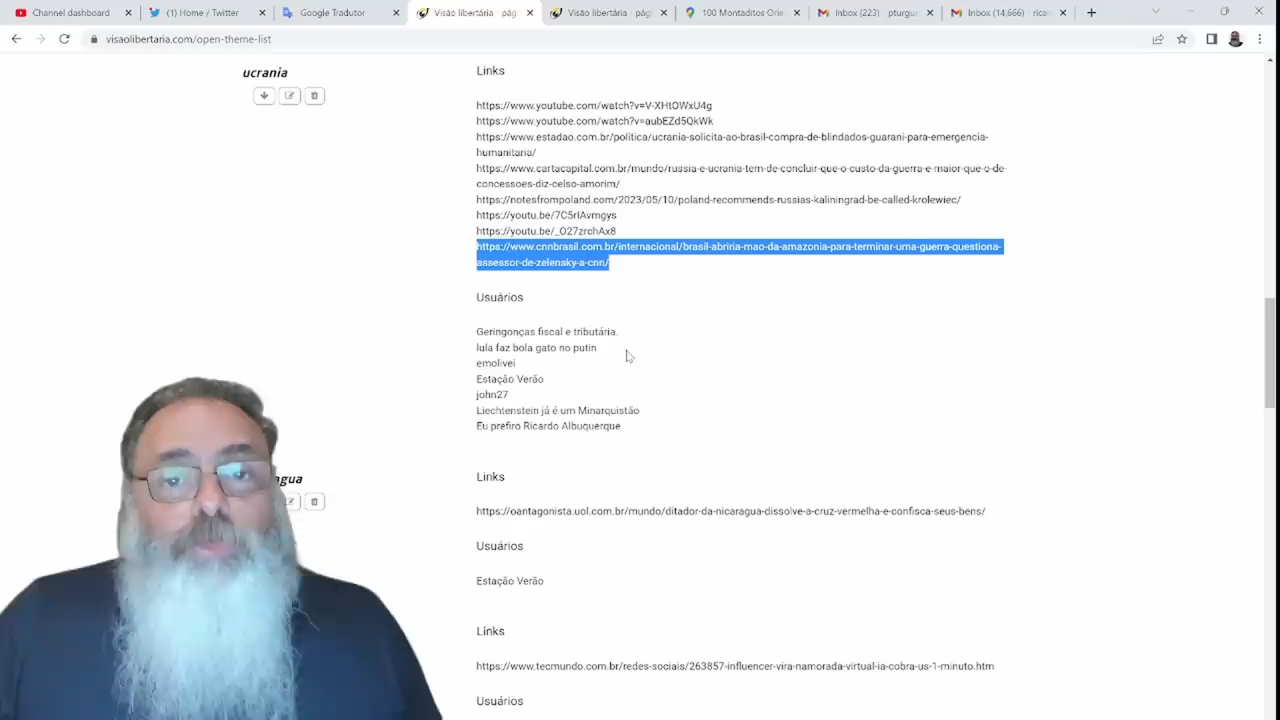 Channel dashboard
(1) Home / Twitter
Google Tradutor
Visão libertária - pág
Visão libertária - pági
100 Montaditos Orie
Inbox (223) - pturgus
Inbox (14,666) - rican
visaolibertaria.com/open-theme-list
ucrania
Links
https://www.youtube.com/watch?v=V-XHtOWxU4g
https://www.youtube.com/watch?v=aubEZd5QkWk
https://www.estadao.com.br/politica/ucrania-solicita-ao-brasil-compra-de-blindados-guarani-para-emergencia-
humanitaria/
https://www.cartacapital.com.br/mundo/russia-e-ucrania-tem-de-concluir-que-o-custo-da-guerra-e-maior-que-o-de-
concessoes-diz-celso-amorim/
https://notesfrompoland.com/2023/05/10/poland-recommends-russias-kaliningrad-be-called-krolewiec/
https://youtu.be/7C5rIAvmgys
https://youtu.be/_O27zrchAx8
https://www.cnnbrasil.com.br/internacional/brasil-abriria-mao-da-amazonia-para-terminar-uma-guerra-questiona-
assessor-de-zelensky-a-cnn/
Usuários
Geringonças fiscal e tributária.
lula faz bola gato no putin
emolivei
Estação Verão
john27
Liechtenstein já é um Minarquistão
Eu prefiro Ricardo Albuquerque
agua
Links
https://oantagonista.uol.com.br/mundo/ditador-da-nicaragua-dissolve-a-cruz-vermelha-e-confisca-seus-bens/
Usuários
Estação Verão
Links
https://www.tecmundo.com.br/redes-sociais/263857-influencer-vira-namorada-virtual-ia-cobra-us-1-minuto.htm
Usuários